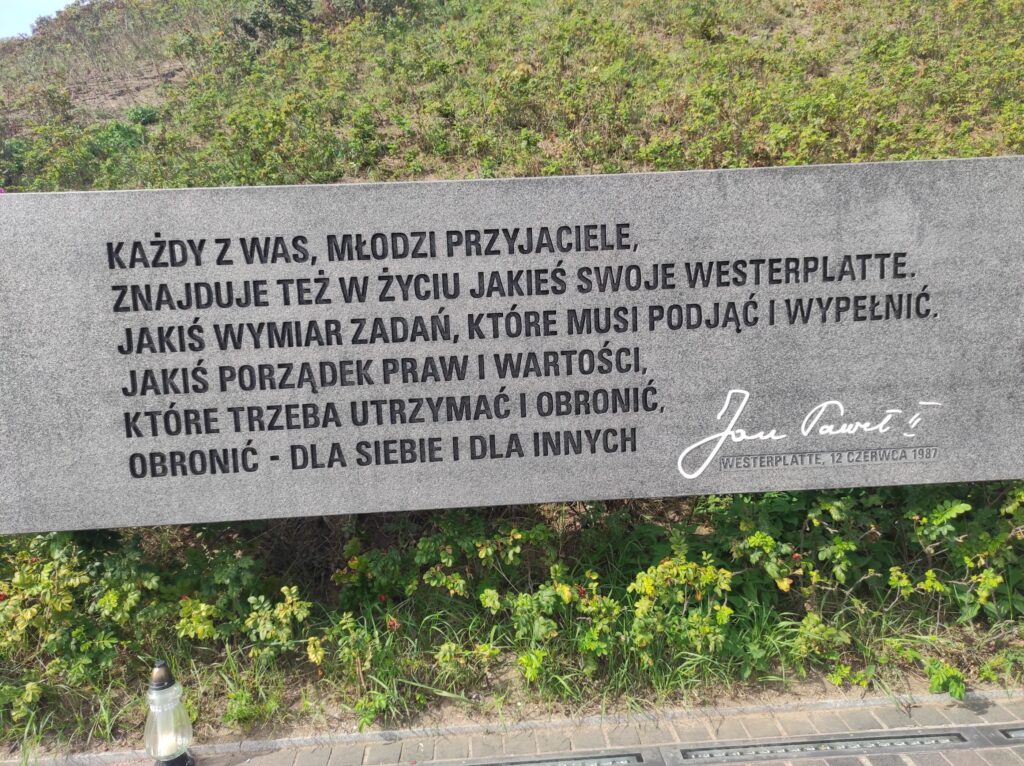 KAŻDY Z WAS, MŁODZI PRZYJACIELE,
ZNAJDUJE TEŻ W ŻYCIU JAKIEŚ SWOJE WESTERPLATTE.
JAKIŚ WYMIAR ZADAŃ, KTÓRE MUSI PODJĄĆ I WYPEŁNIĆ.
JAKIŚ PORZĄDEK PRAW I WARTOŚCI,
KTÓRE TRZEBA UTRZYMAĆ I OBRONIĆ,
OBRONIĆ - DLA SIEBIE I DLA INNYCH
Jan Paweł II
WESTERPLATTE, 12 CZERWCA 1987